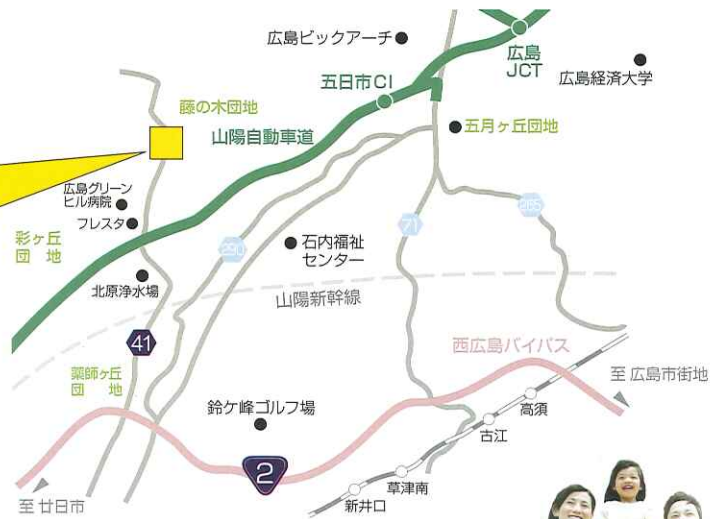 広島ビックアーチ
広島
JCT
広島経済大学
五日市CI
藤の木団地
山陽自動車道
五月ヶ丘団地
広島グリーン
ヒル病院
フレスタ
彩ヶ丘
団 地
北原浄水場
290
石内福祉
センター
71
265
山陽新幹線
41
西広島バイパス
薬師ヶ丘
団 地
至 広島市街地
鈴ケ峰ゴルフ場
高須
古江
2
草津南
新井口
至 廿日市